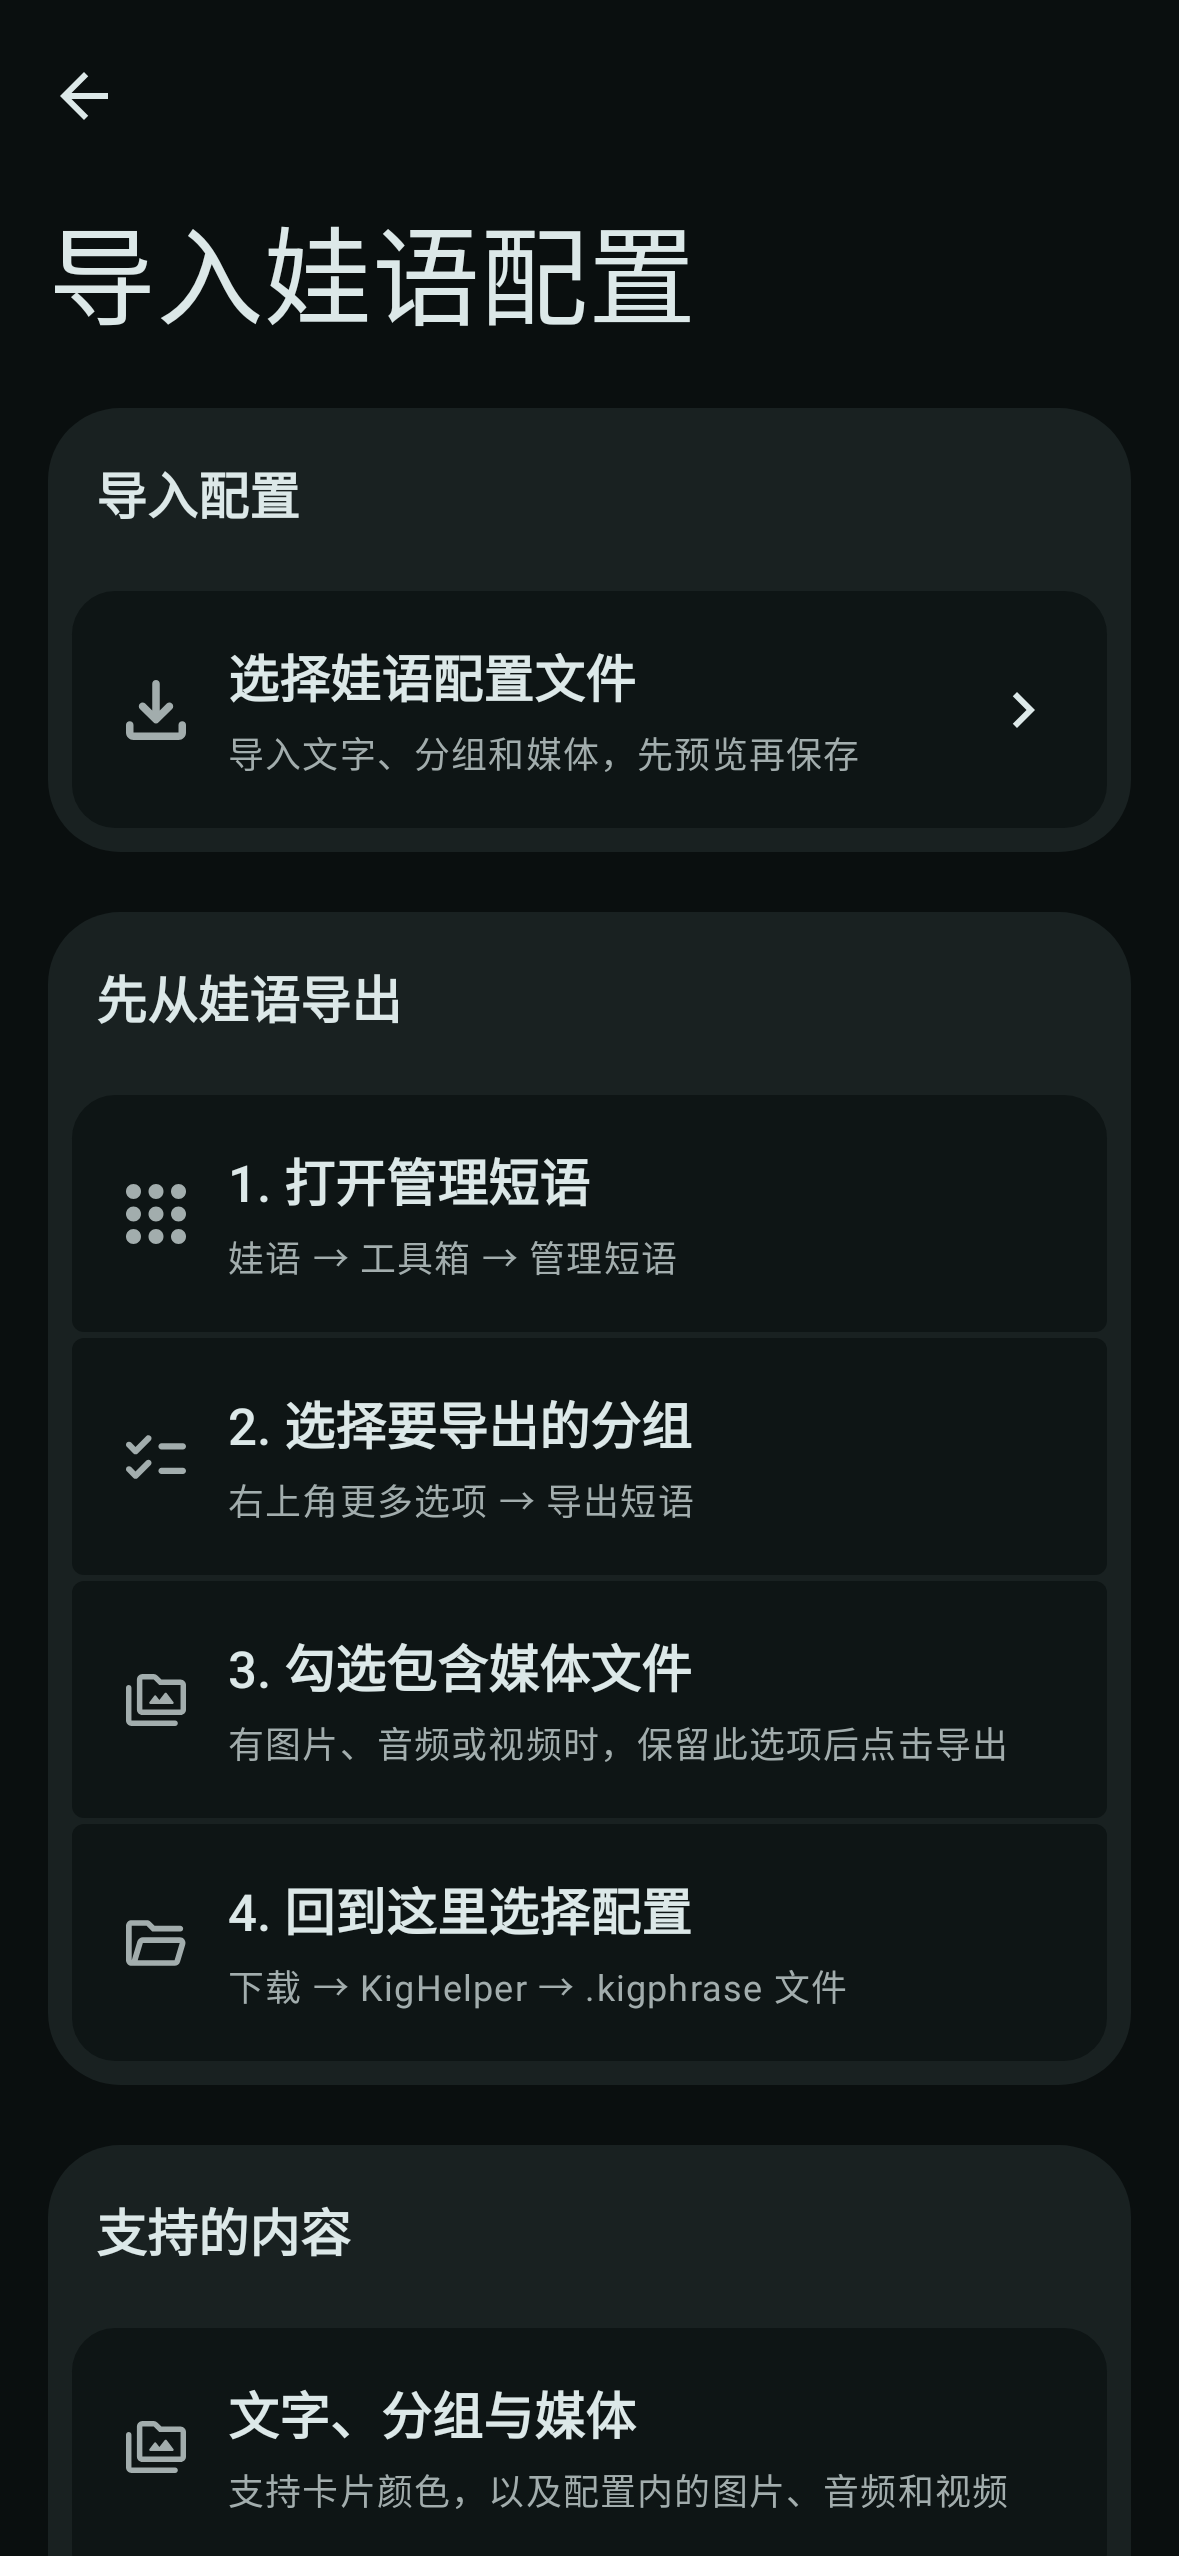 导入娃语配置
导入配置
选择娃语配置文件
导入文字、分组和媒体，先预览再保存
先从娃语导出
1. 打开管理短语
娃语 → 工具箱 → 管理短语
2. 选择要导出的分组
右上角更多选项 → 导出短语
3. 勾选包含媒体文件
有图片、音频或视频时，保留此选项后点击导出
4. 回到这里选择配置
下载 → KigHelper → .kigphrase 文件
支持的内容
文字、分组与媒体
支持卡片颜色，以及配置内的图片、音频和视频